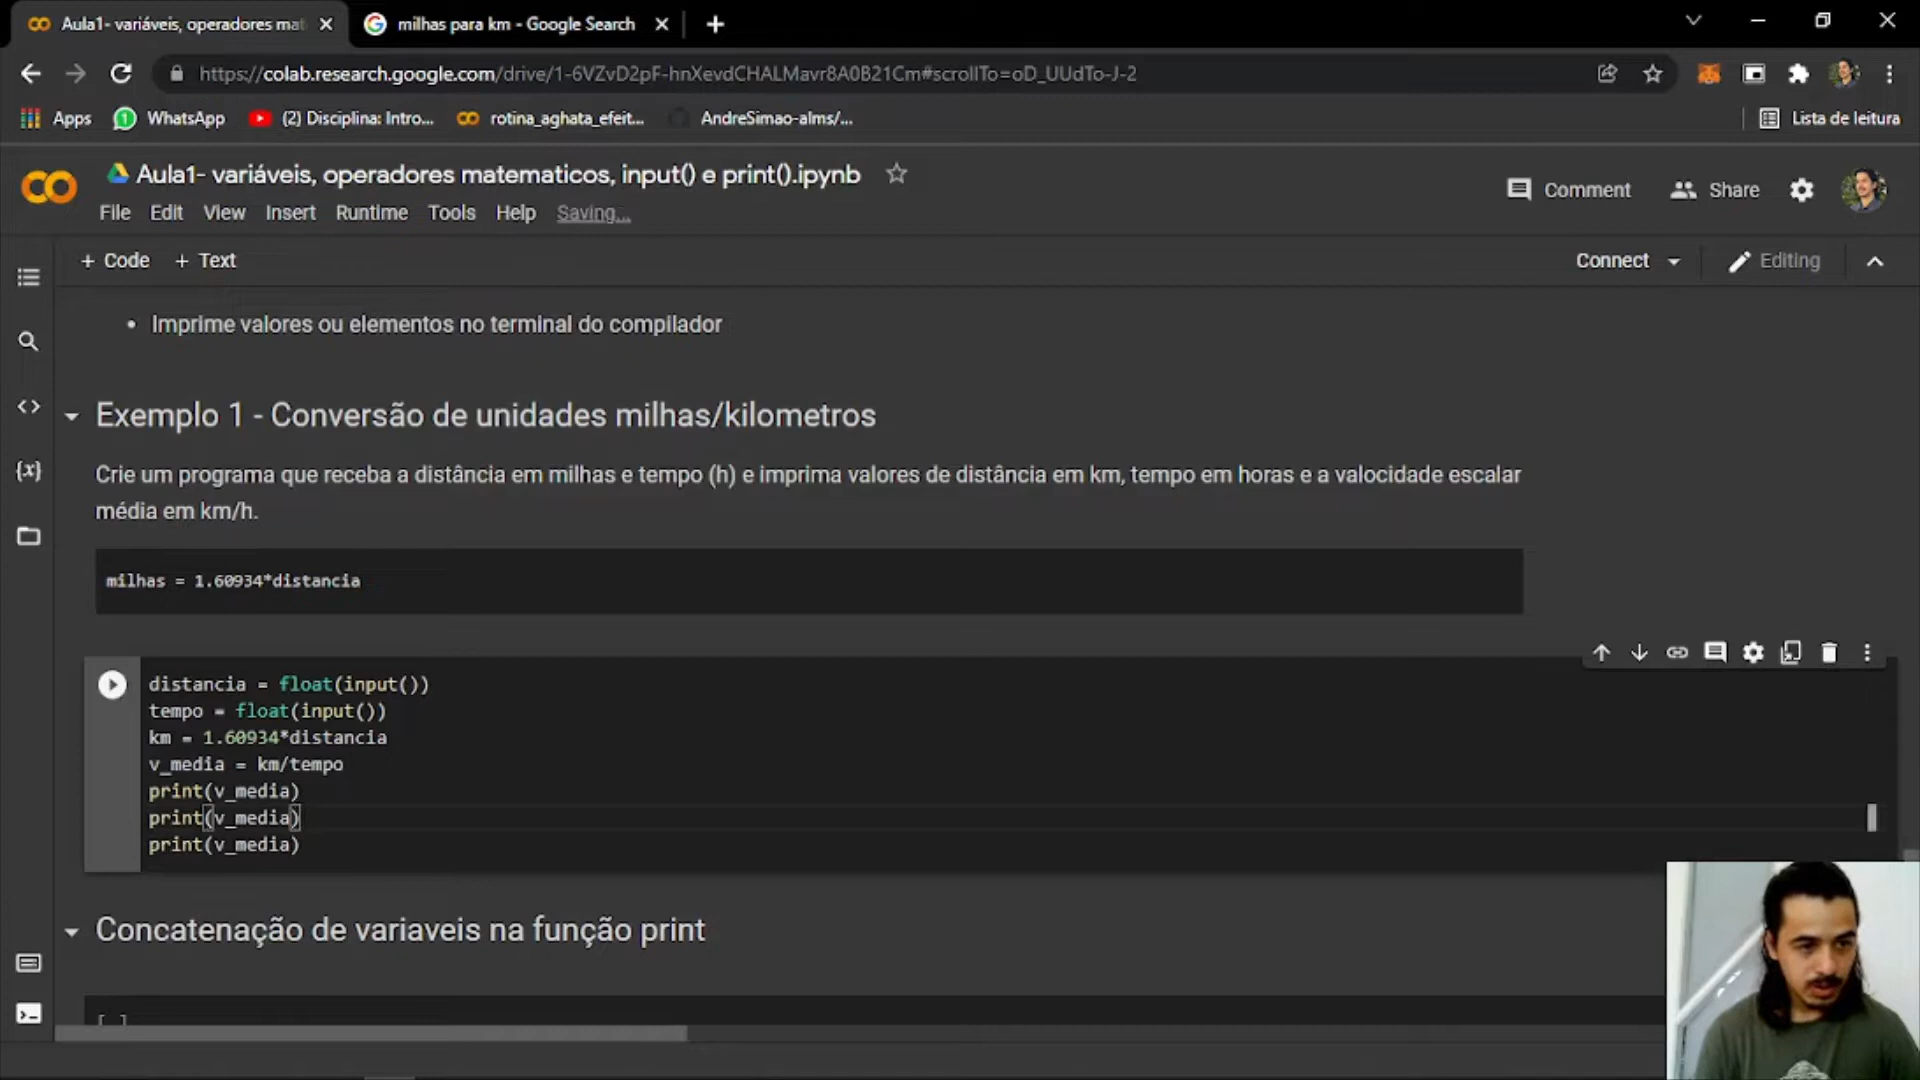 Aula1- variáveis, operadores mat
milhas para km - Google Search
https://colab.research.google.com/drive/1-6VZvD2pF-hnXevdCHALMavr8A0B21Cm#scrollTo=oD_UUdTo-J-2
Apps
WhatsApp
(2) Disciplina: Intro...
rotina_aghata_efeit...
AndreSimao-alms/...
Lista de leitura
Aula1- variáveis, operadores matematicos, input() e print().ipynb
Comment
Share
File Edit View Insert Runtime Tools Help Saving...
+ Code + Text
Connect
Editing
• Imprime valores ou elementos no terminal do compilador
Exemplo 1 - Conversão de unidades milhas/kilometros
Crie um programa que receba a distância em milhas e tempo (h) e imprima valores de distância em km, tempo em horas e a valocidade escalar
média em km/h.
milhas = 1.60934*distancia
distancia = float(input())
tempo = float(input())
km = 1.60934*distancia
v_media = km/tempo
print(v_media)
print(v_media)
print(v_media)
Concatenação de variaveis na função print
[ ]